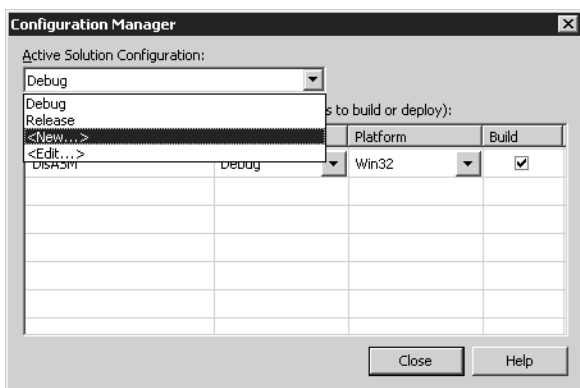 Configuration Manager
Active Solution Configuration:
Debug
Debug
Release
<New...>
<Edit...>
s to build or deploy):
Platform
Build
DisASM
Debug
Win32
Close
Help